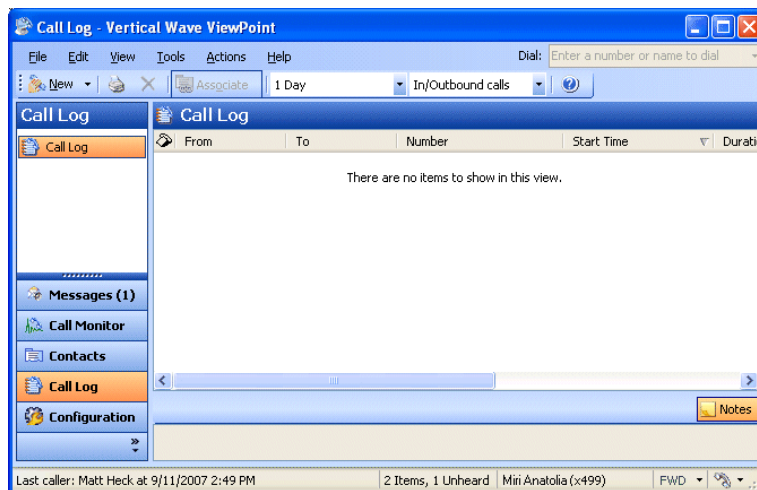 Call Log - Vertical Wave ViewPoint
File Edit View Tools Actions Help Dial: Enter a number or name to dial
New Associate 1 Day In/Outbound calls
Call Log Call Log
Call Log From To Number Start Time Durati
There are no items to show in this view.
Messages (1)
Call Monitor
Contacts
Call Log
Configuration
Notes
Last caller: Matt Heck at 9/11/2007 2:49 PM 2 Items, 1 Unheard Miri Anatolia (x499) FWD